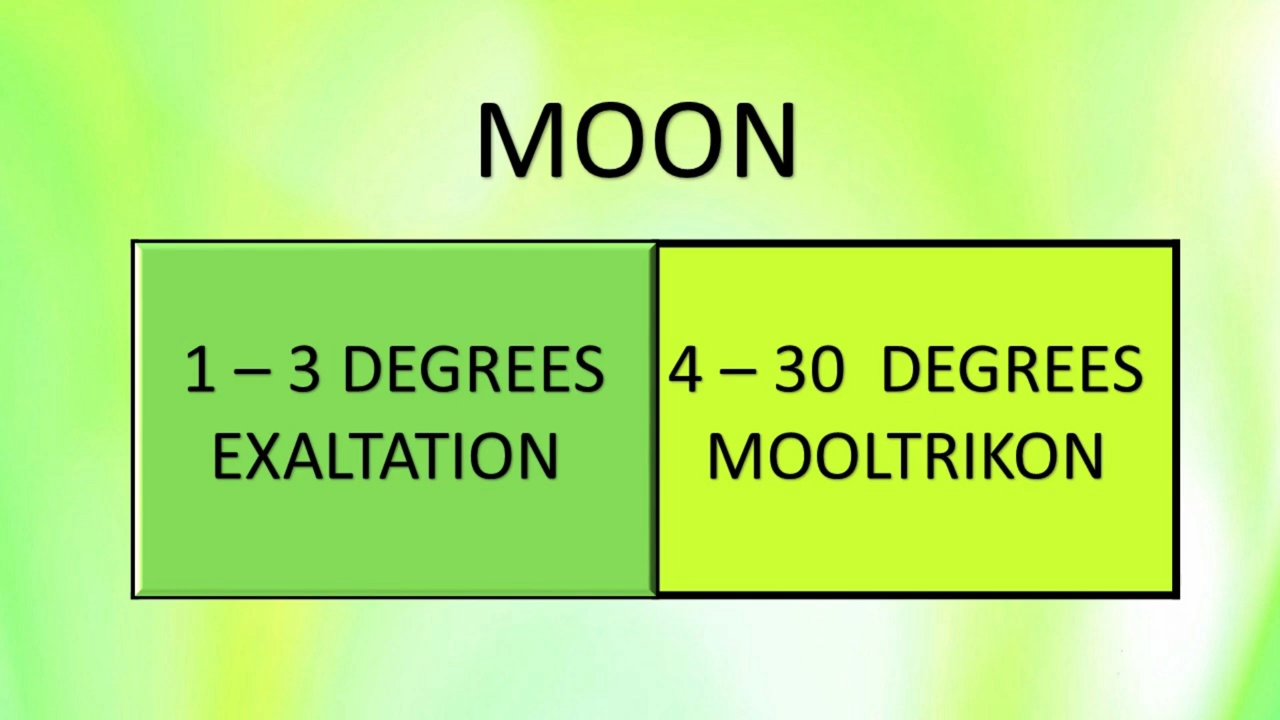 MOON
1 – 3 DEGREES
EXALTATION
4 – 30 DEGREES
MOOLTRIKON